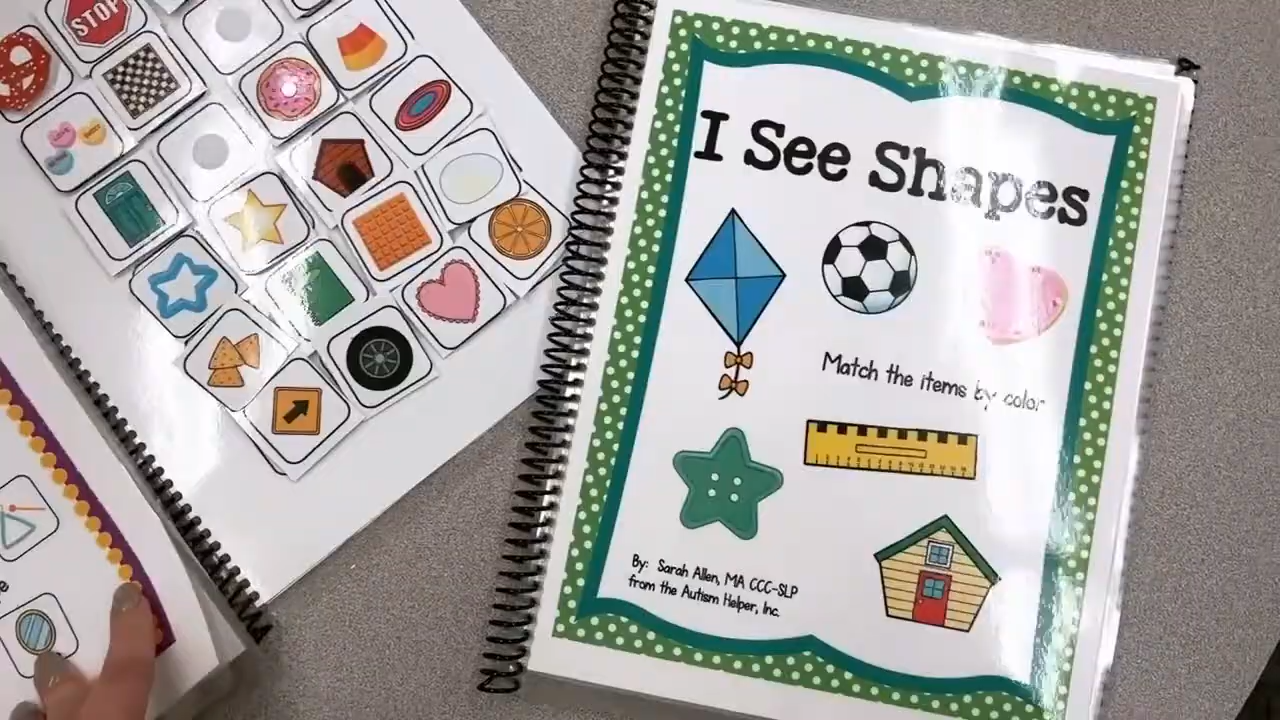 STOP
I See Shapes
Match the items by color
By: Sarah Allen, MA CCC-SLP
from the Autism Helper, Inc.